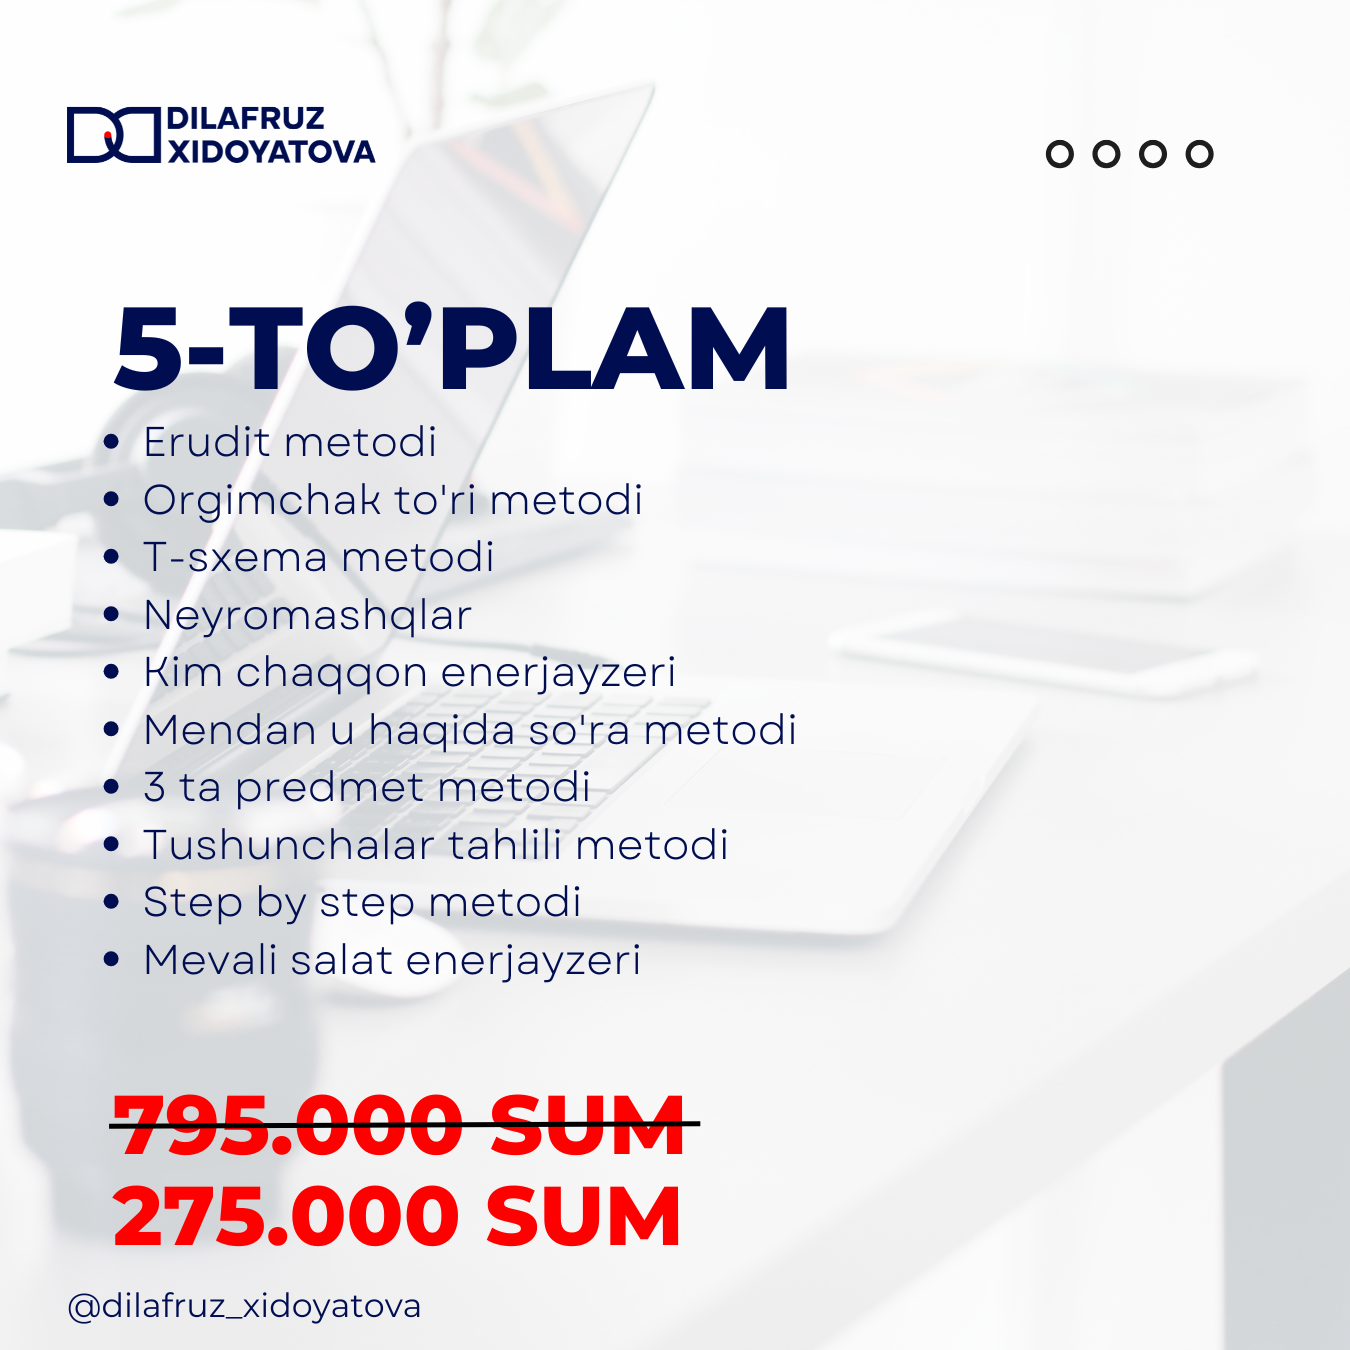 DILAFRUZ
XIDOYATOVA
5-TO’PLAM
Erudit metodi
Orgimchak to'ri metodi
T-sxema metodi
Neyromashqlar
Kim chaqqon enerjayzeri
Mendan u haqida so'ra metodi
3 ta predmet metodi
Tushunchalar tahlili metodi
Step by step metodi
Mevali salat enerjayzeri
795.000 SUM
275.000 SUM
@dilafruz_xidoyatova